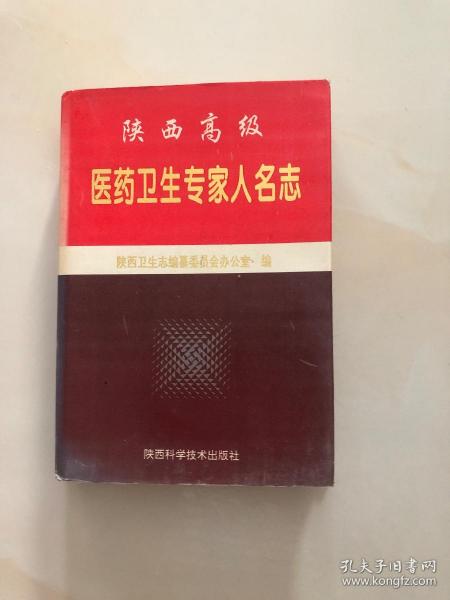 陕西高级
医药卫生专家人名志
陕西卫生志编纂委员会办公室·编
陕西科学技术出版社
孔夫子旧书网
www.kongfz.com